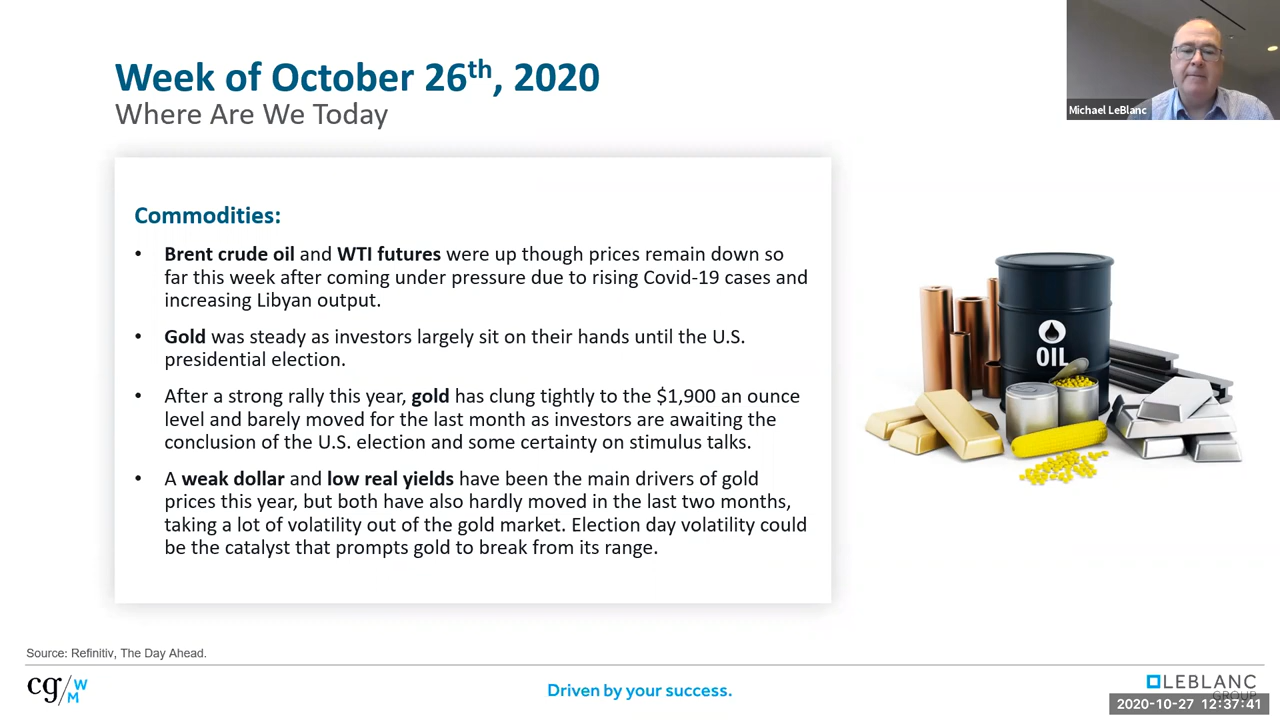 Week of October 26th, 2020
Where Are We Today
Michael LeBlanc
Commodities:
• Brent crude oil and WTI futures were up though prices remain down so
far this week after coming under pressure due to rising Covid-19 cases and
increasing Libyan output.
• Gold was steady as investors largely sit on their hands until the U.S.
presidential election.
• After a strong rally this year, gold has clung tightly to the $1,900 an ounce
level and barely moved for the last month as investors are awaiting the
conclusion of the U.S. election and some certainty on stimulus talks.
• A weak dollar and low real yields have been the main drivers of gold
prices this year, but both have also hardly moved in the last two months,
taking a lot of volatility out of the gold market. Election day volatility could
be the catalyst that prompts gold to break from its range.
OIL
Source: Refinitiv, The Day Ahead.
cg/WM
Driven by your success.
LEBLANC
GROUP
2020-10-27 12:37:41